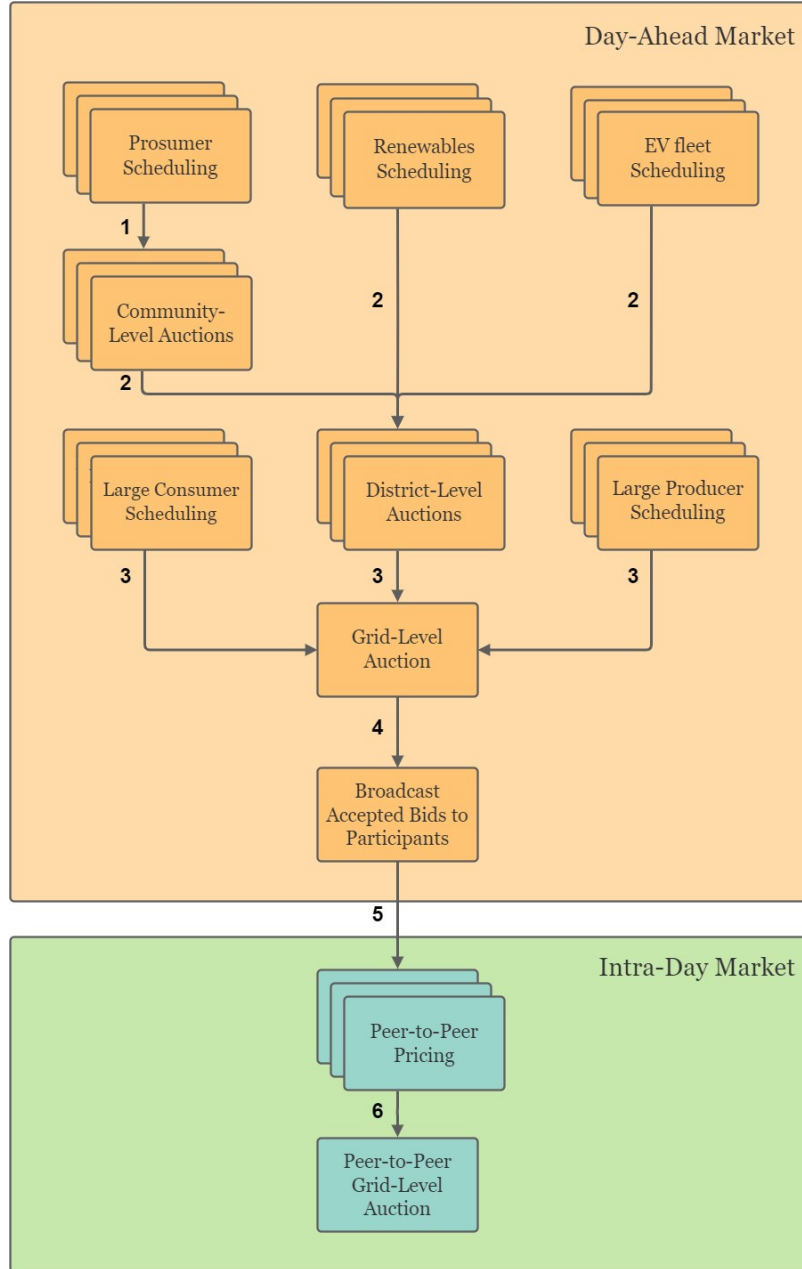 Day-Ahead Market
Prosumer
Scheduling
Renewables
Scheduling
EV fleet
Scheduling
1
Community-
Level Auctions
2
2
2
Large Consumer
Scheduling
District-Level
Auctions
Large Producer
Scheduling
3
3
3
Grid-Level
Auction
4
Broadcast
Accepted Bids to
Participants
5
Intra-Day Market
Peer-to-Peer
Pricing
6
Peer-to-Peer
Grid-Level
Auction